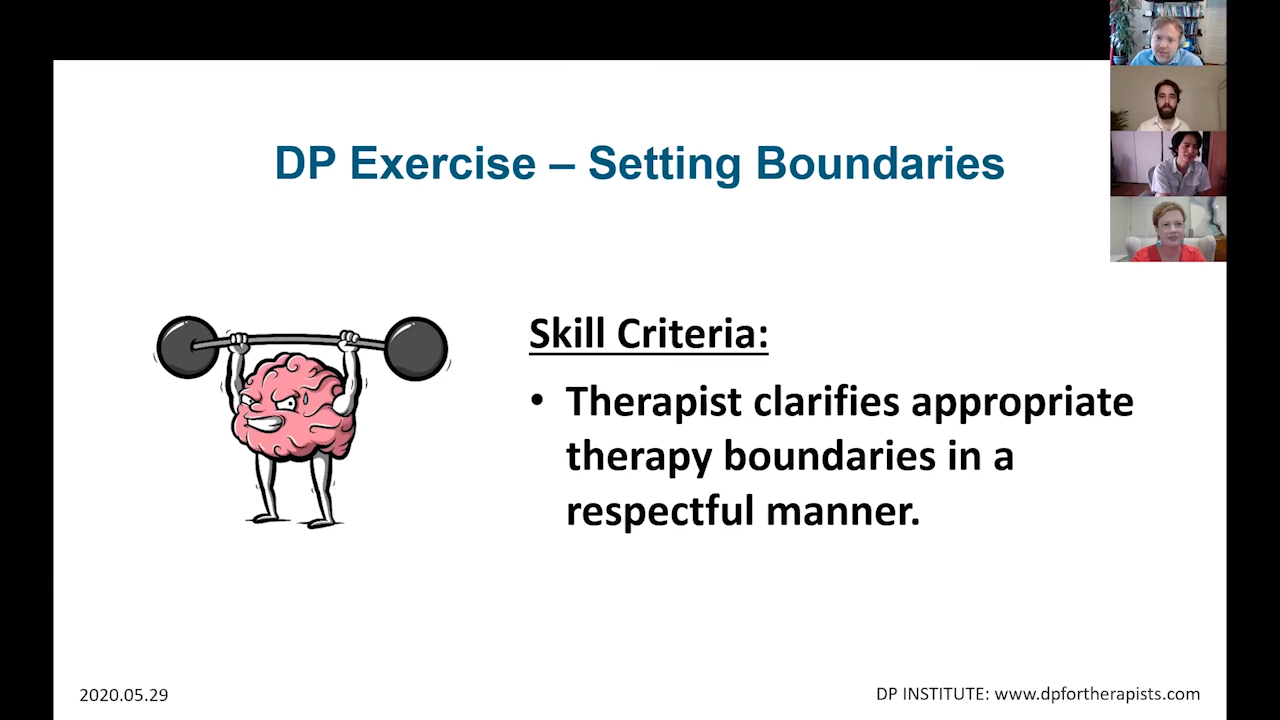 DP Exercise – Setting Boundaries
Skill Criteria:
• Therapist clarifies appropriate
therapy boundaries in a
respectful manner.
2020.05.29
DP INSTITUTE: www.dpfortherapists.com